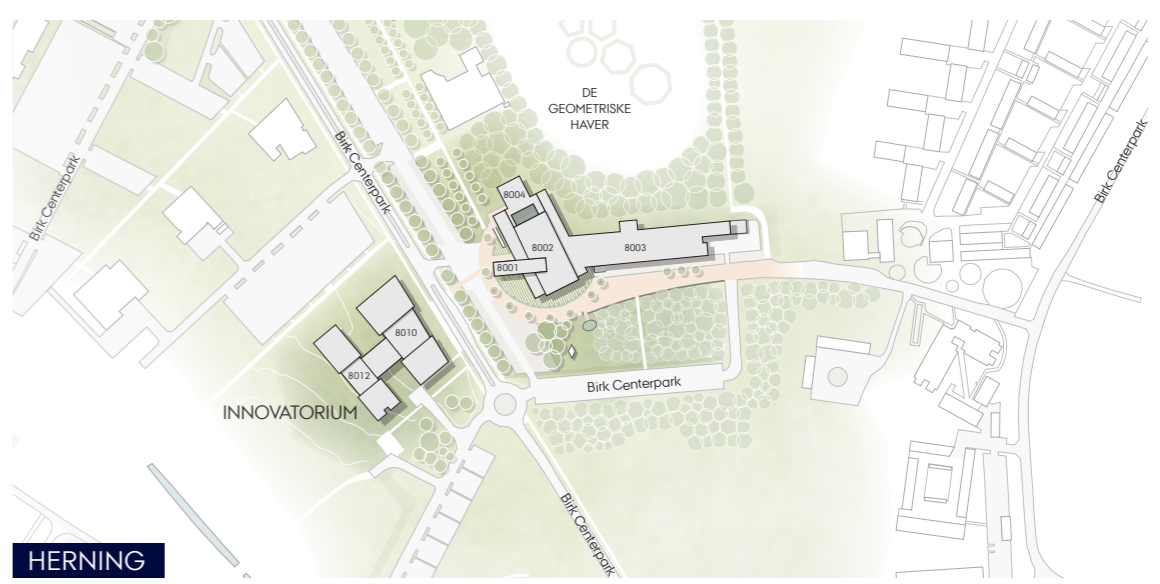 DE
GEOMETRISKE
HAVER
Birk Centerpark
Birk Centerpark
Birk Centerpark
8004
8002
8003
8001
8010
8012
INNOVATORIUM
Birk Centerpark
Birk Centerpark
HERNING